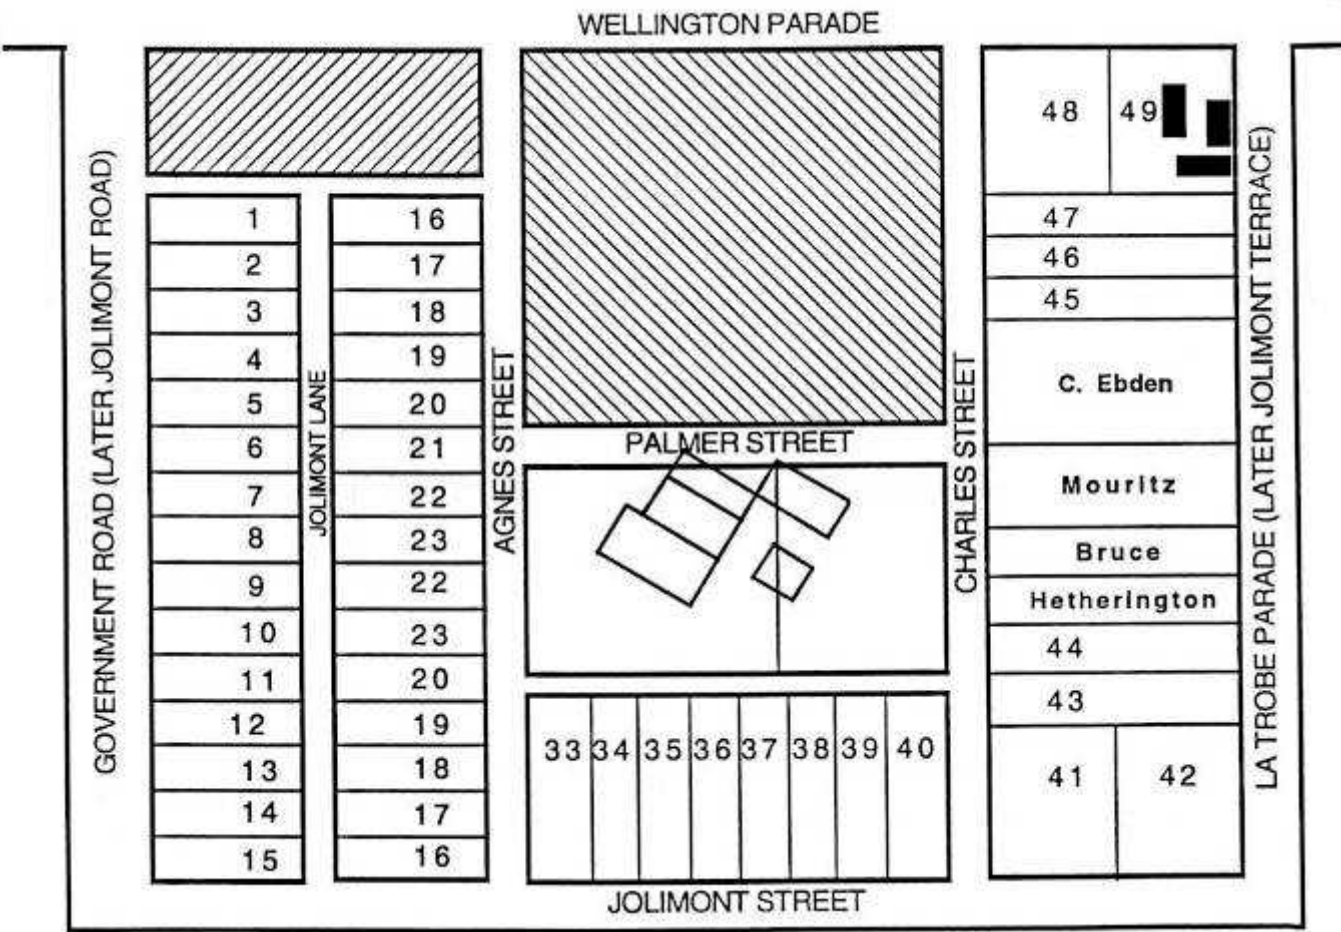 WELLINGTON PARADE
GOVERNMENT ROAD (LATER JOLIMONT ROAD)
1
2
3
4
5
6
7
8
9
10
11
12
13
14
15
JOLIMONT LANE
16
17
18
19
20
21
22
23
22
23
20
19
18
17
16
AGNES STREET
PALMER STREET
33 34 35 36 37 38 39 40
JOLIMONT STREET
CHARLES STREET
48 49
47
46
45
C. Ebden
Mouritz
Bruce
Hetherington
44
43
41 42
LA TROBE PARADE (LATER JOLIMONT TERRACE)